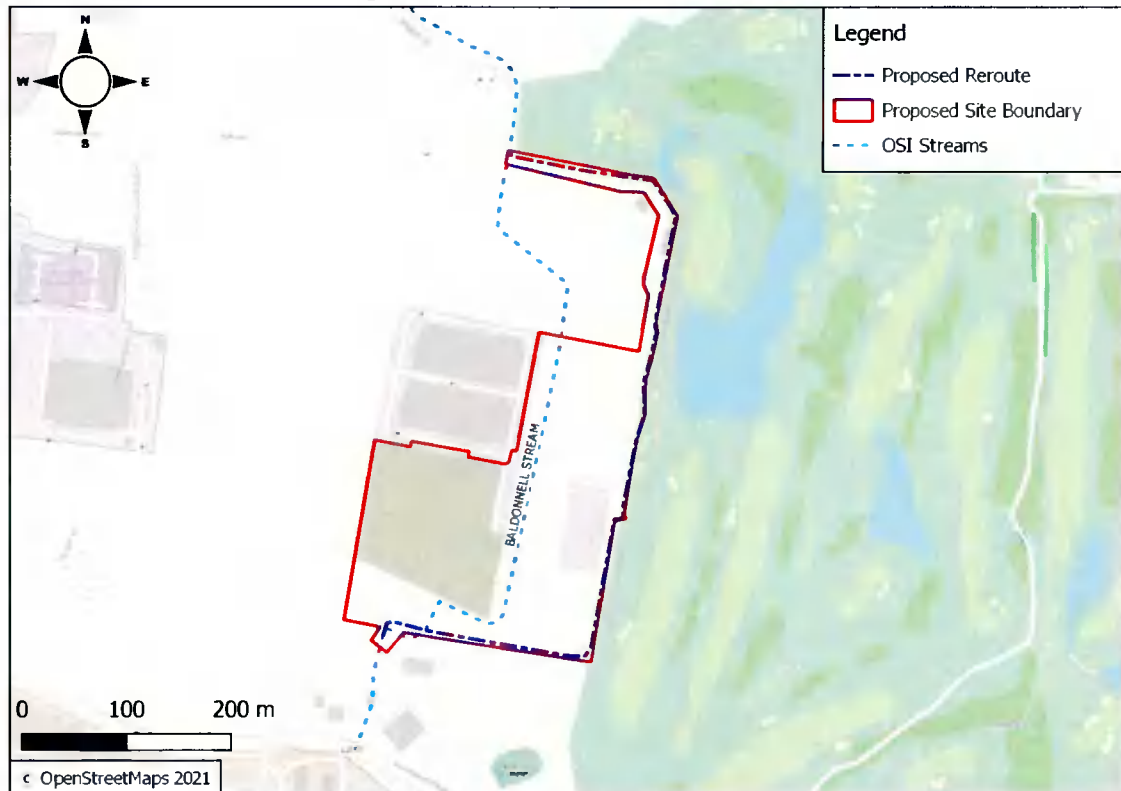 N
W
E
S
Legend
Proposed Reroute
Proposed Site Boundary
OSI Streams
BALDONNELL STREAM
0 100 200 m
c OpenStreetMaps 2021